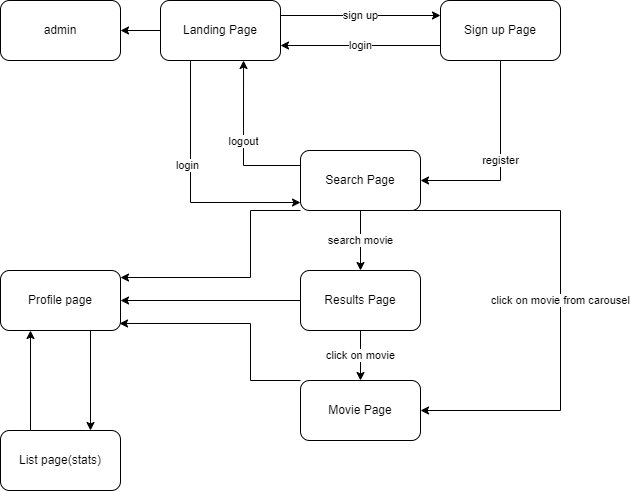 admin
Landing Page
sign up
login
Sign up Page
logout
login
register
Search Page
search movie
Profile page
Results Page
click on movie from carousel
click on movie
Movie Page
List page(stats)